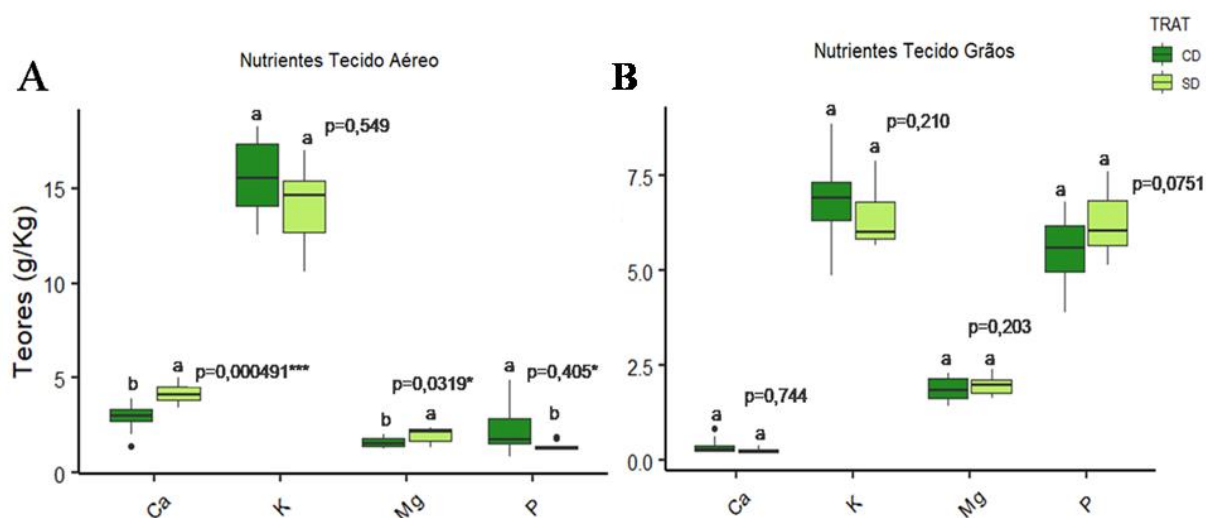 A
Nutrientes Tecido Aéreo
Teores (g/Kg)
15
10
5
0
b
a
p=0,000491***
a
a
p=0,549
b
a
p=0,0319*
a
b
p=0,405*
Ca
K
Mg
P
B
Nutrientes Tecido Grãos
TRAT
CD
SD
7.5
5.0
2.5
0.0
a
a
p=0,744
a
a
p=0,210
a
a
p=0,203
a
a
p=0,0751
Ca
K
Mg
P